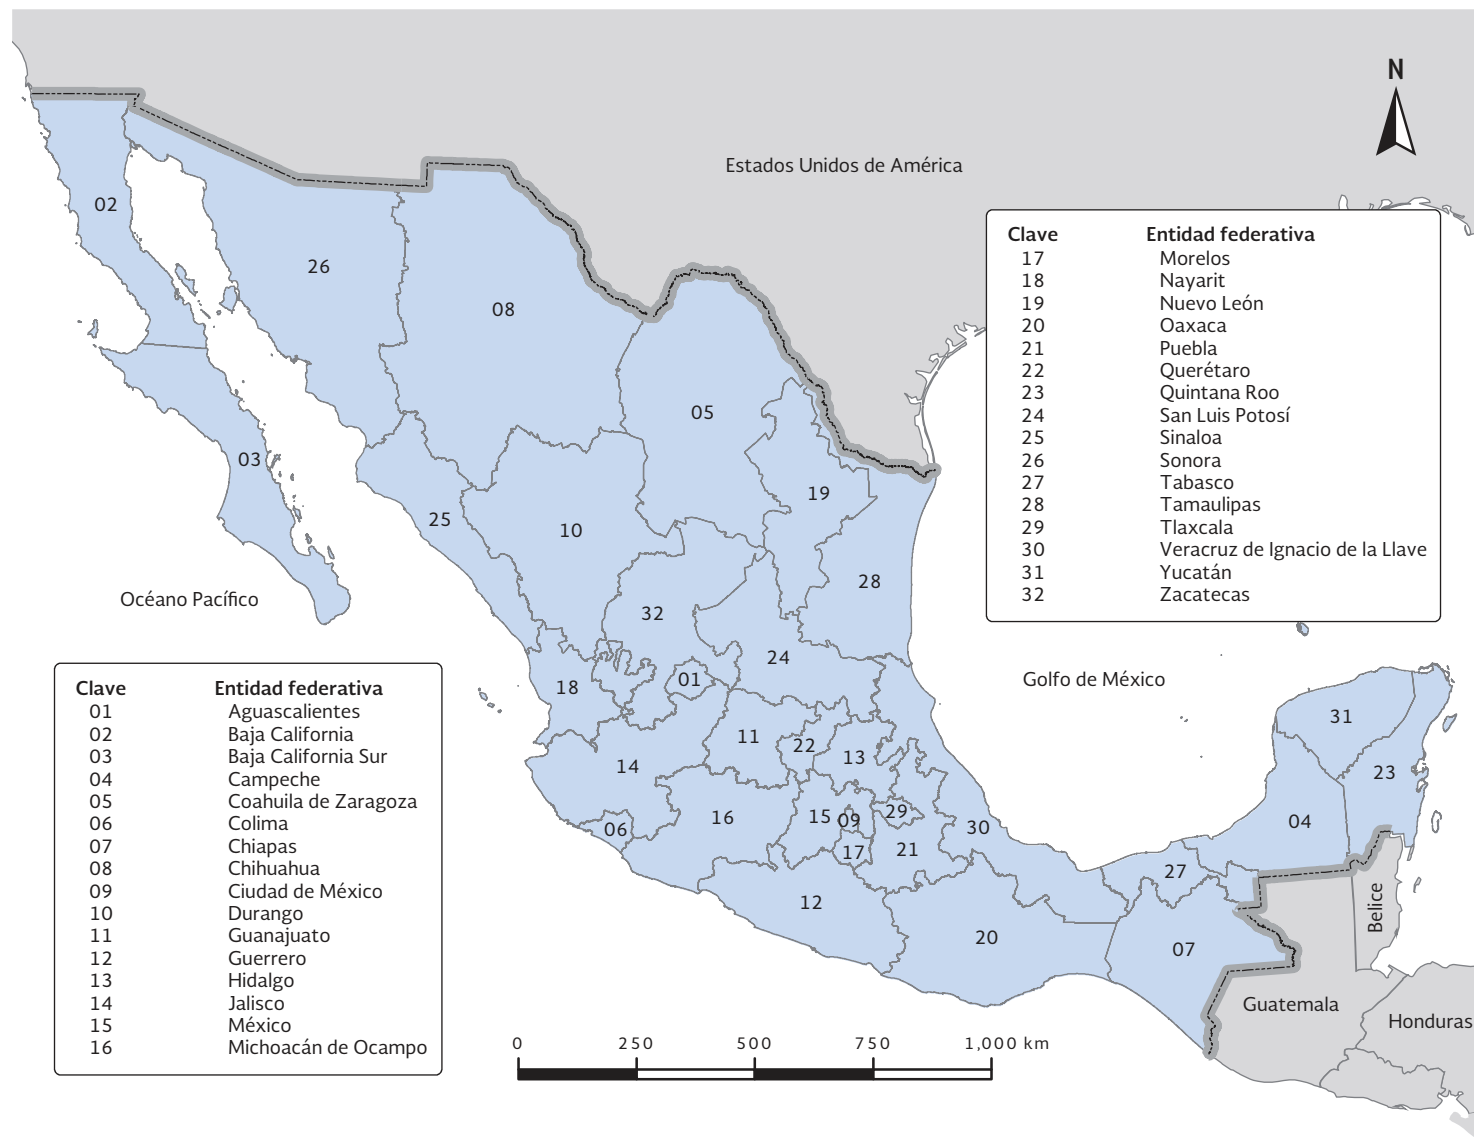 N
Estados Unidos de América
Clave Entidad federativa
17 Morelos
18 Nayarit
19 Nuevo León
20 Oaxaca
21 Puebla
22 Querétaro
23 Quintana Roo
24 San Luis Potosí
25 Sinaloa
26 Sonora
27 Tabasco
28 Tamaulipas
29 Tlaxcala
30 Veracruz de Ignacio de la Llave
31 Yucatán
32 Zacatecas
02
26
08
05
03
19
25
10
28
Océano Pacífico
32
24
Golfo de México
18
01
31
11
22
13
14
23
16
15
09
29
06
30
04
17
21
27
12
20
07
Belice
Guatemala
Honduras
Clave Entidad federativa
01 Aguascalientes
02 Baja California
03 Baja California Sur
04 Campeche
05 Coahuila de Zaragoza
06 Colima
07 Chiapas
08 Chihuahua
09 Ciudad de México
10 Durango
11 Guanajuato
12 Guerrero
13 Hidalgo
14 Jalisco
15 México
16 Michoacán de Ocampo
0 250 500 750 1,000 km